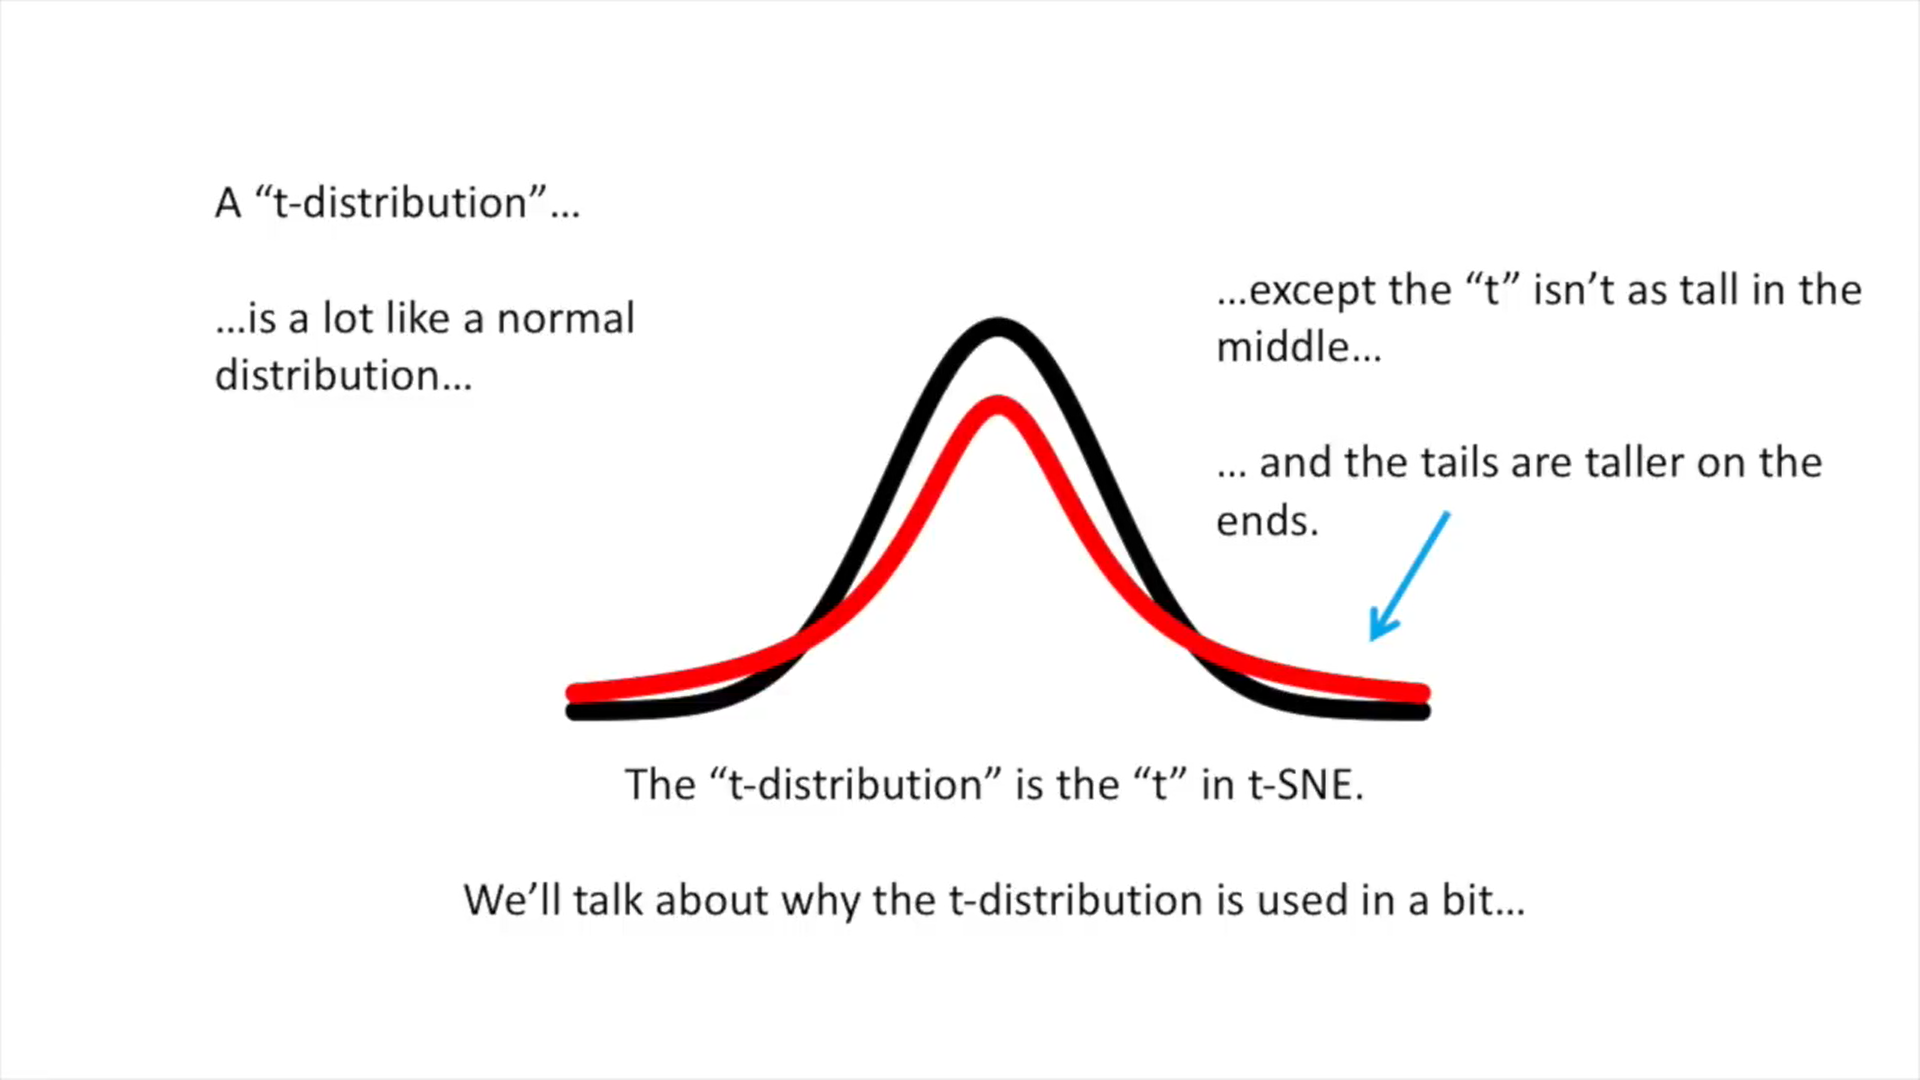 A “t-distribution”…
…is a lot like a normal
distribution…
…except the “t” isn’t as tall in the
middle…
… and the tails are taller on the
ends.
The “t-distribution” is the “t” in t-SNE.
We’ll talk about why the t-distribution is used in a bit…